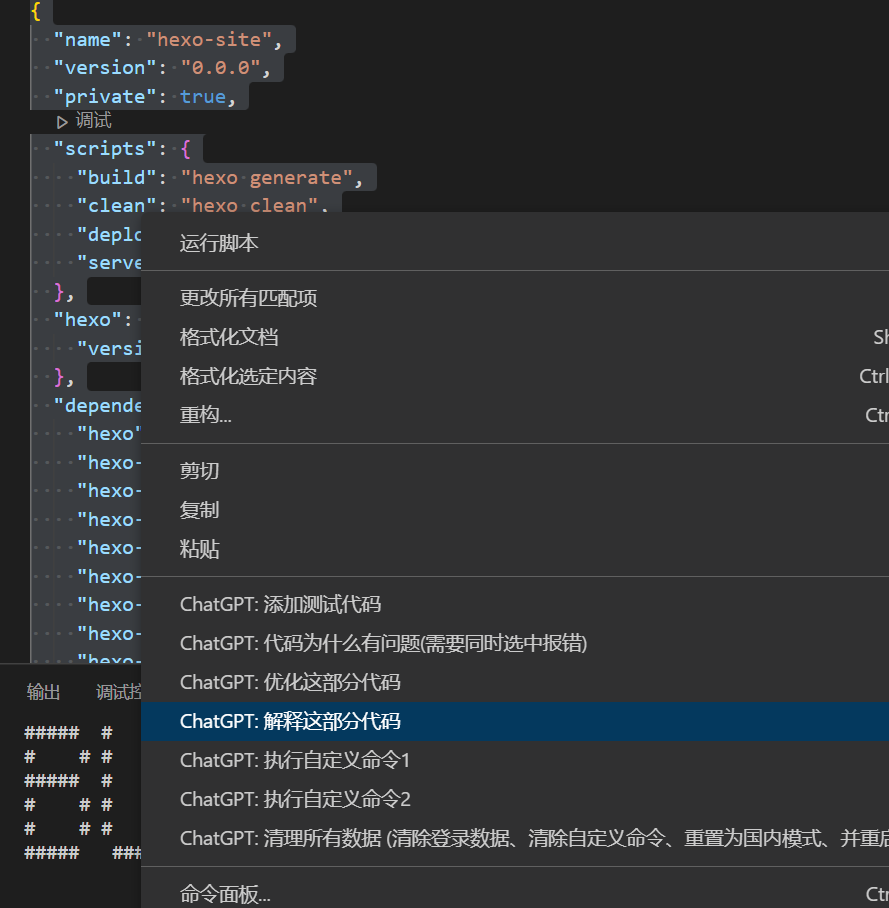 {
"name": "hexo-site",
"version": "0.0.0",
"private": true,
调试
"scripts": {
"build": "hexo generate",
"clean": "hexo clean",
"deplo
"serve
},
"hexo":
"versi
},
"depende
"hexo"
"hexo-
"hexo-
"hexo-
"hexo-
"hexo-
"hexo-
"hexo-
"hexo-
运行脚本
更改所有匹配项
格式化文档 Sh
格式化选定内容 Ctrl
重构... Ctr
剪切
复制
粘贴
ChatGPT: 添加测试代码
ChatGPT: 代码为什么有问题(需要同时选中报错)
ChatGPT: 优化这部分代码
ChatGPT: 解释这部分代码
ChatGPT: 执行自定义命令1
ChatGPT: 执行自定义命令2
ChatGPT: 清理所有数据 (清除登录数据、清除自定义命令、重置为国内模式、并重启
命令面板... Ctr
输出 调试控
##### #
# # #
##### #
# # #
# # #
##### ###